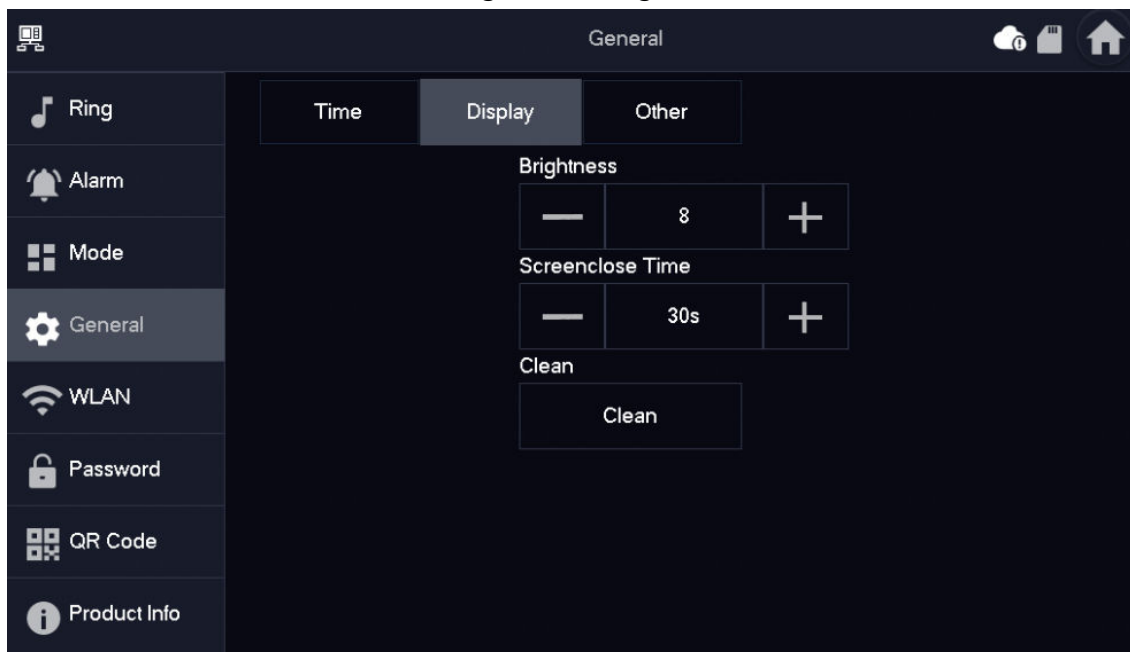 General
Ring
Alarm
Mode
General
WLAN
Password
QR Code
Product Info
Time Display Other
Brightness
8
Screenclose Time
30s
Clean
Clean